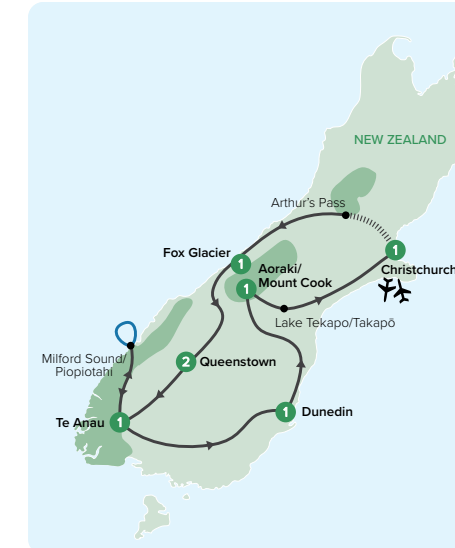 NEW ZEALAND
Arthur's Pass
Fox Glacier
1
Aoraki/
Mount Cook
1
1
Christchurch
Lake Tekapo/Takapō
Milford Sound/
Piopiotahi
2 Queenstown
Te Anau 1
1 Dunedin